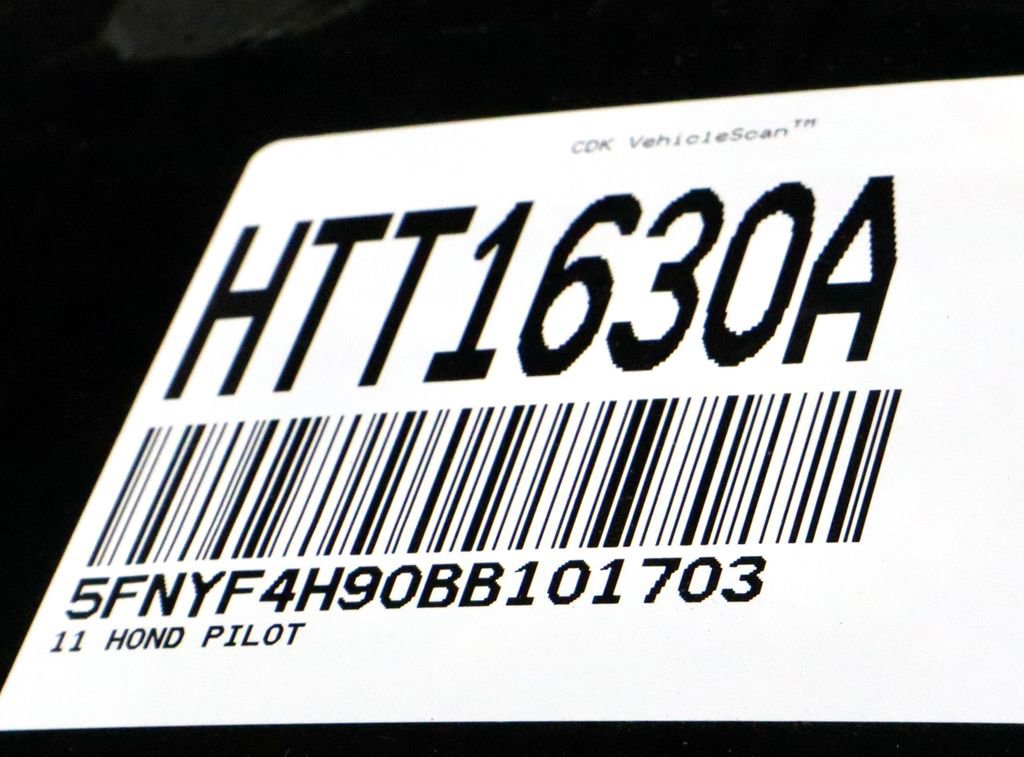 CDK VehicleScan™
HTT1630A
5FNYF4H90BB101703
11 HOND PILOT